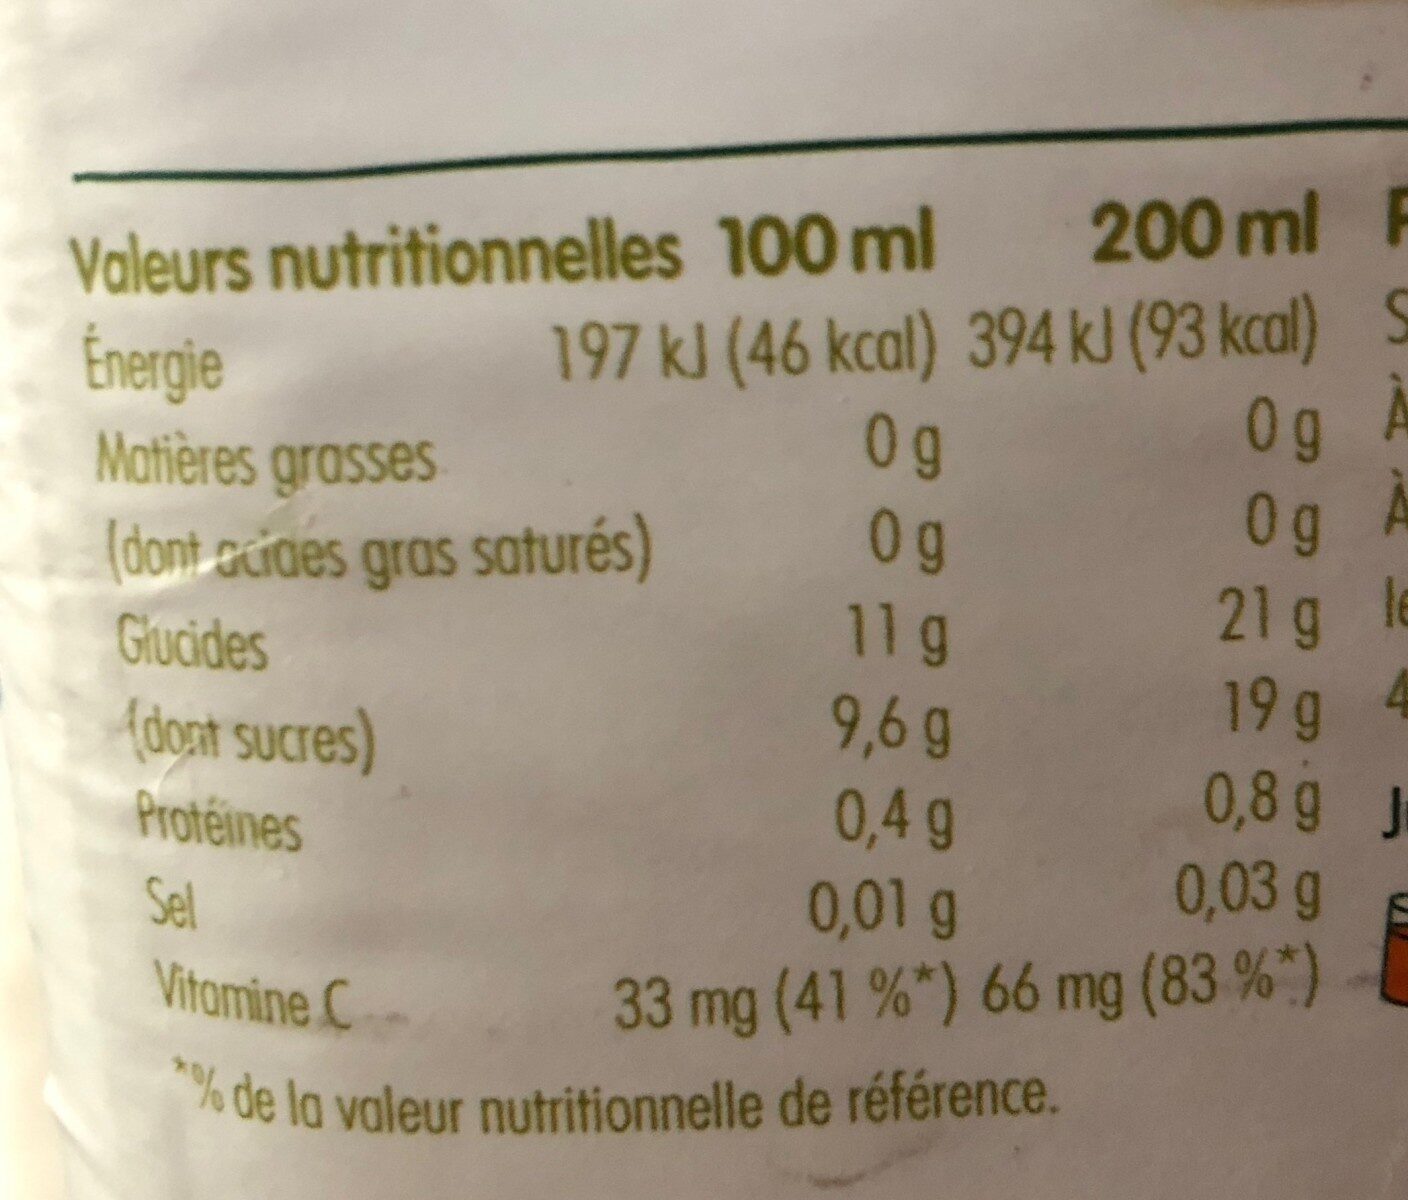 Valeurs nutritionnelles 100 ml 200 ml
Énergie 197 kJ (46 kcal) 394 kJ (93 kcal)
Matières grasses 0 g 0 g
(dont acides gras saturés) 0 g 0 g
Glucides 11 g 21 g
(dont sucres) 9,6 g 19 g
Protéines 0,4 g 0,8 g
Sel 0,01 g 0,03 g
Vitamine C 33 mg (41 %*) 66 mg (83 %*)
*% de la valeur nutritionnelle de référence.